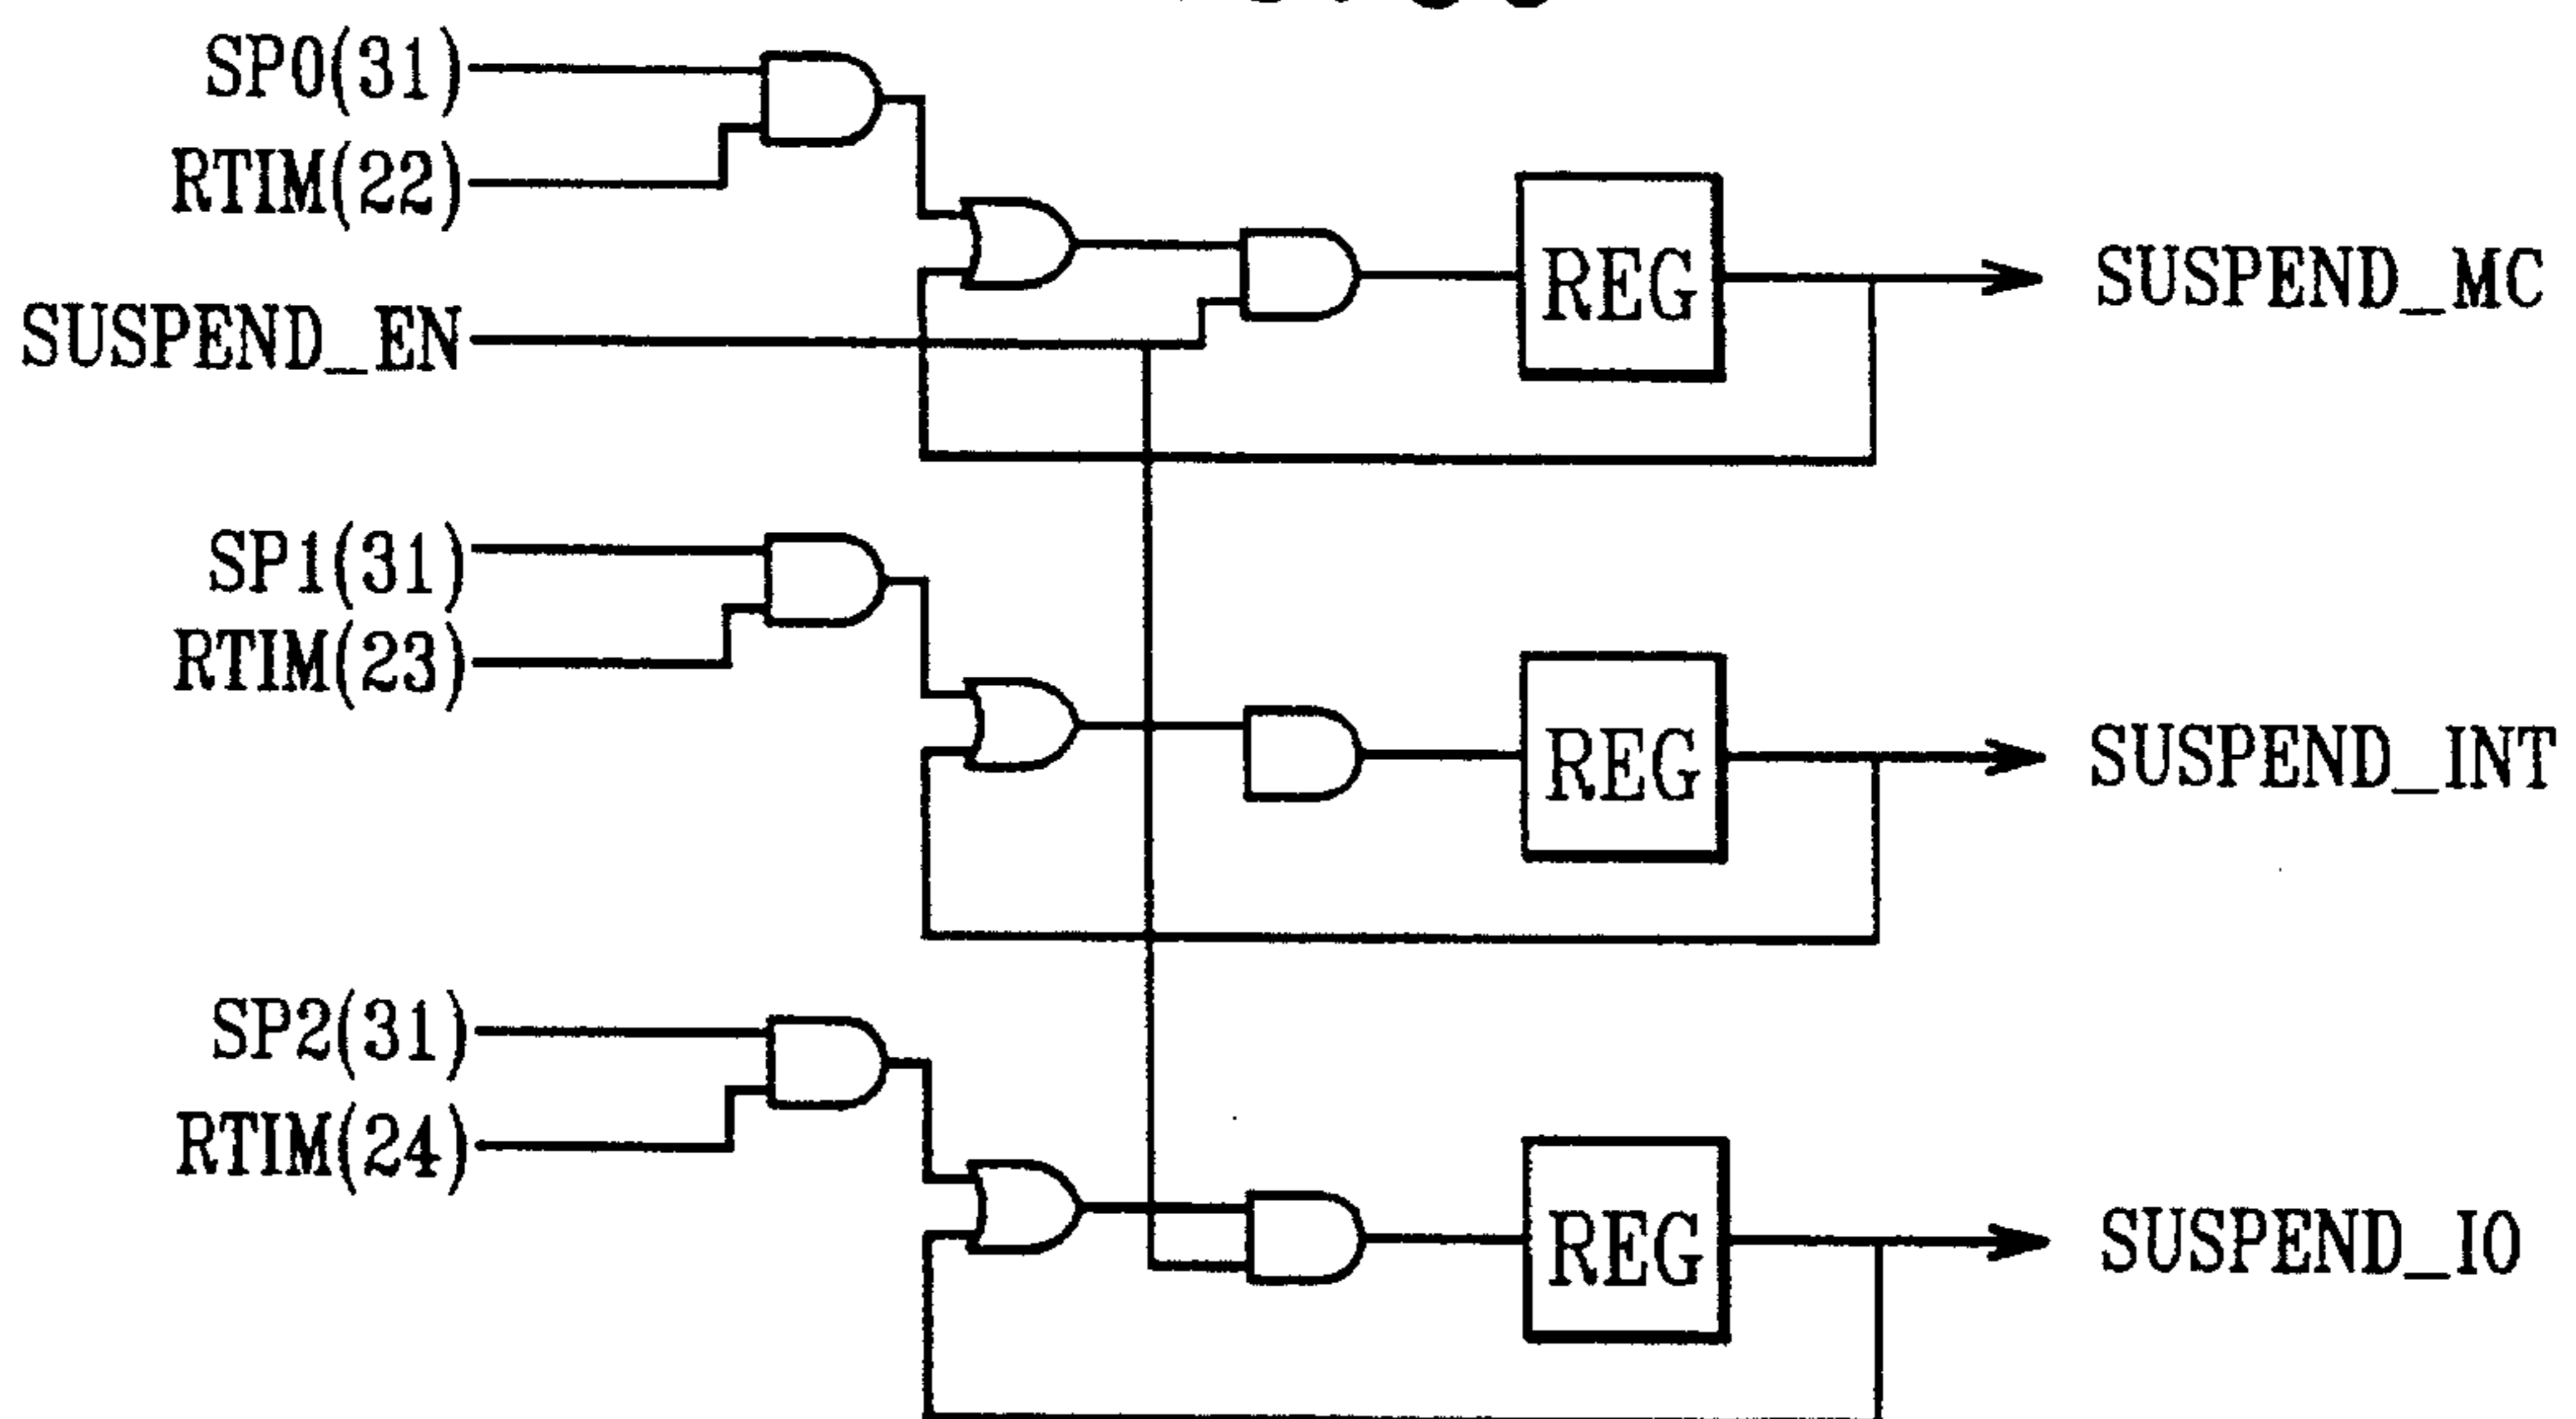 SP0(31)
RTIM(22)
SUSPEND_EN
REG
SUSPEND_MC
SP1(31)
RTIM(23)
REG
SUSPEND_INT
SP2(31)
RTIM(24)
REG
SUSPEND_IO